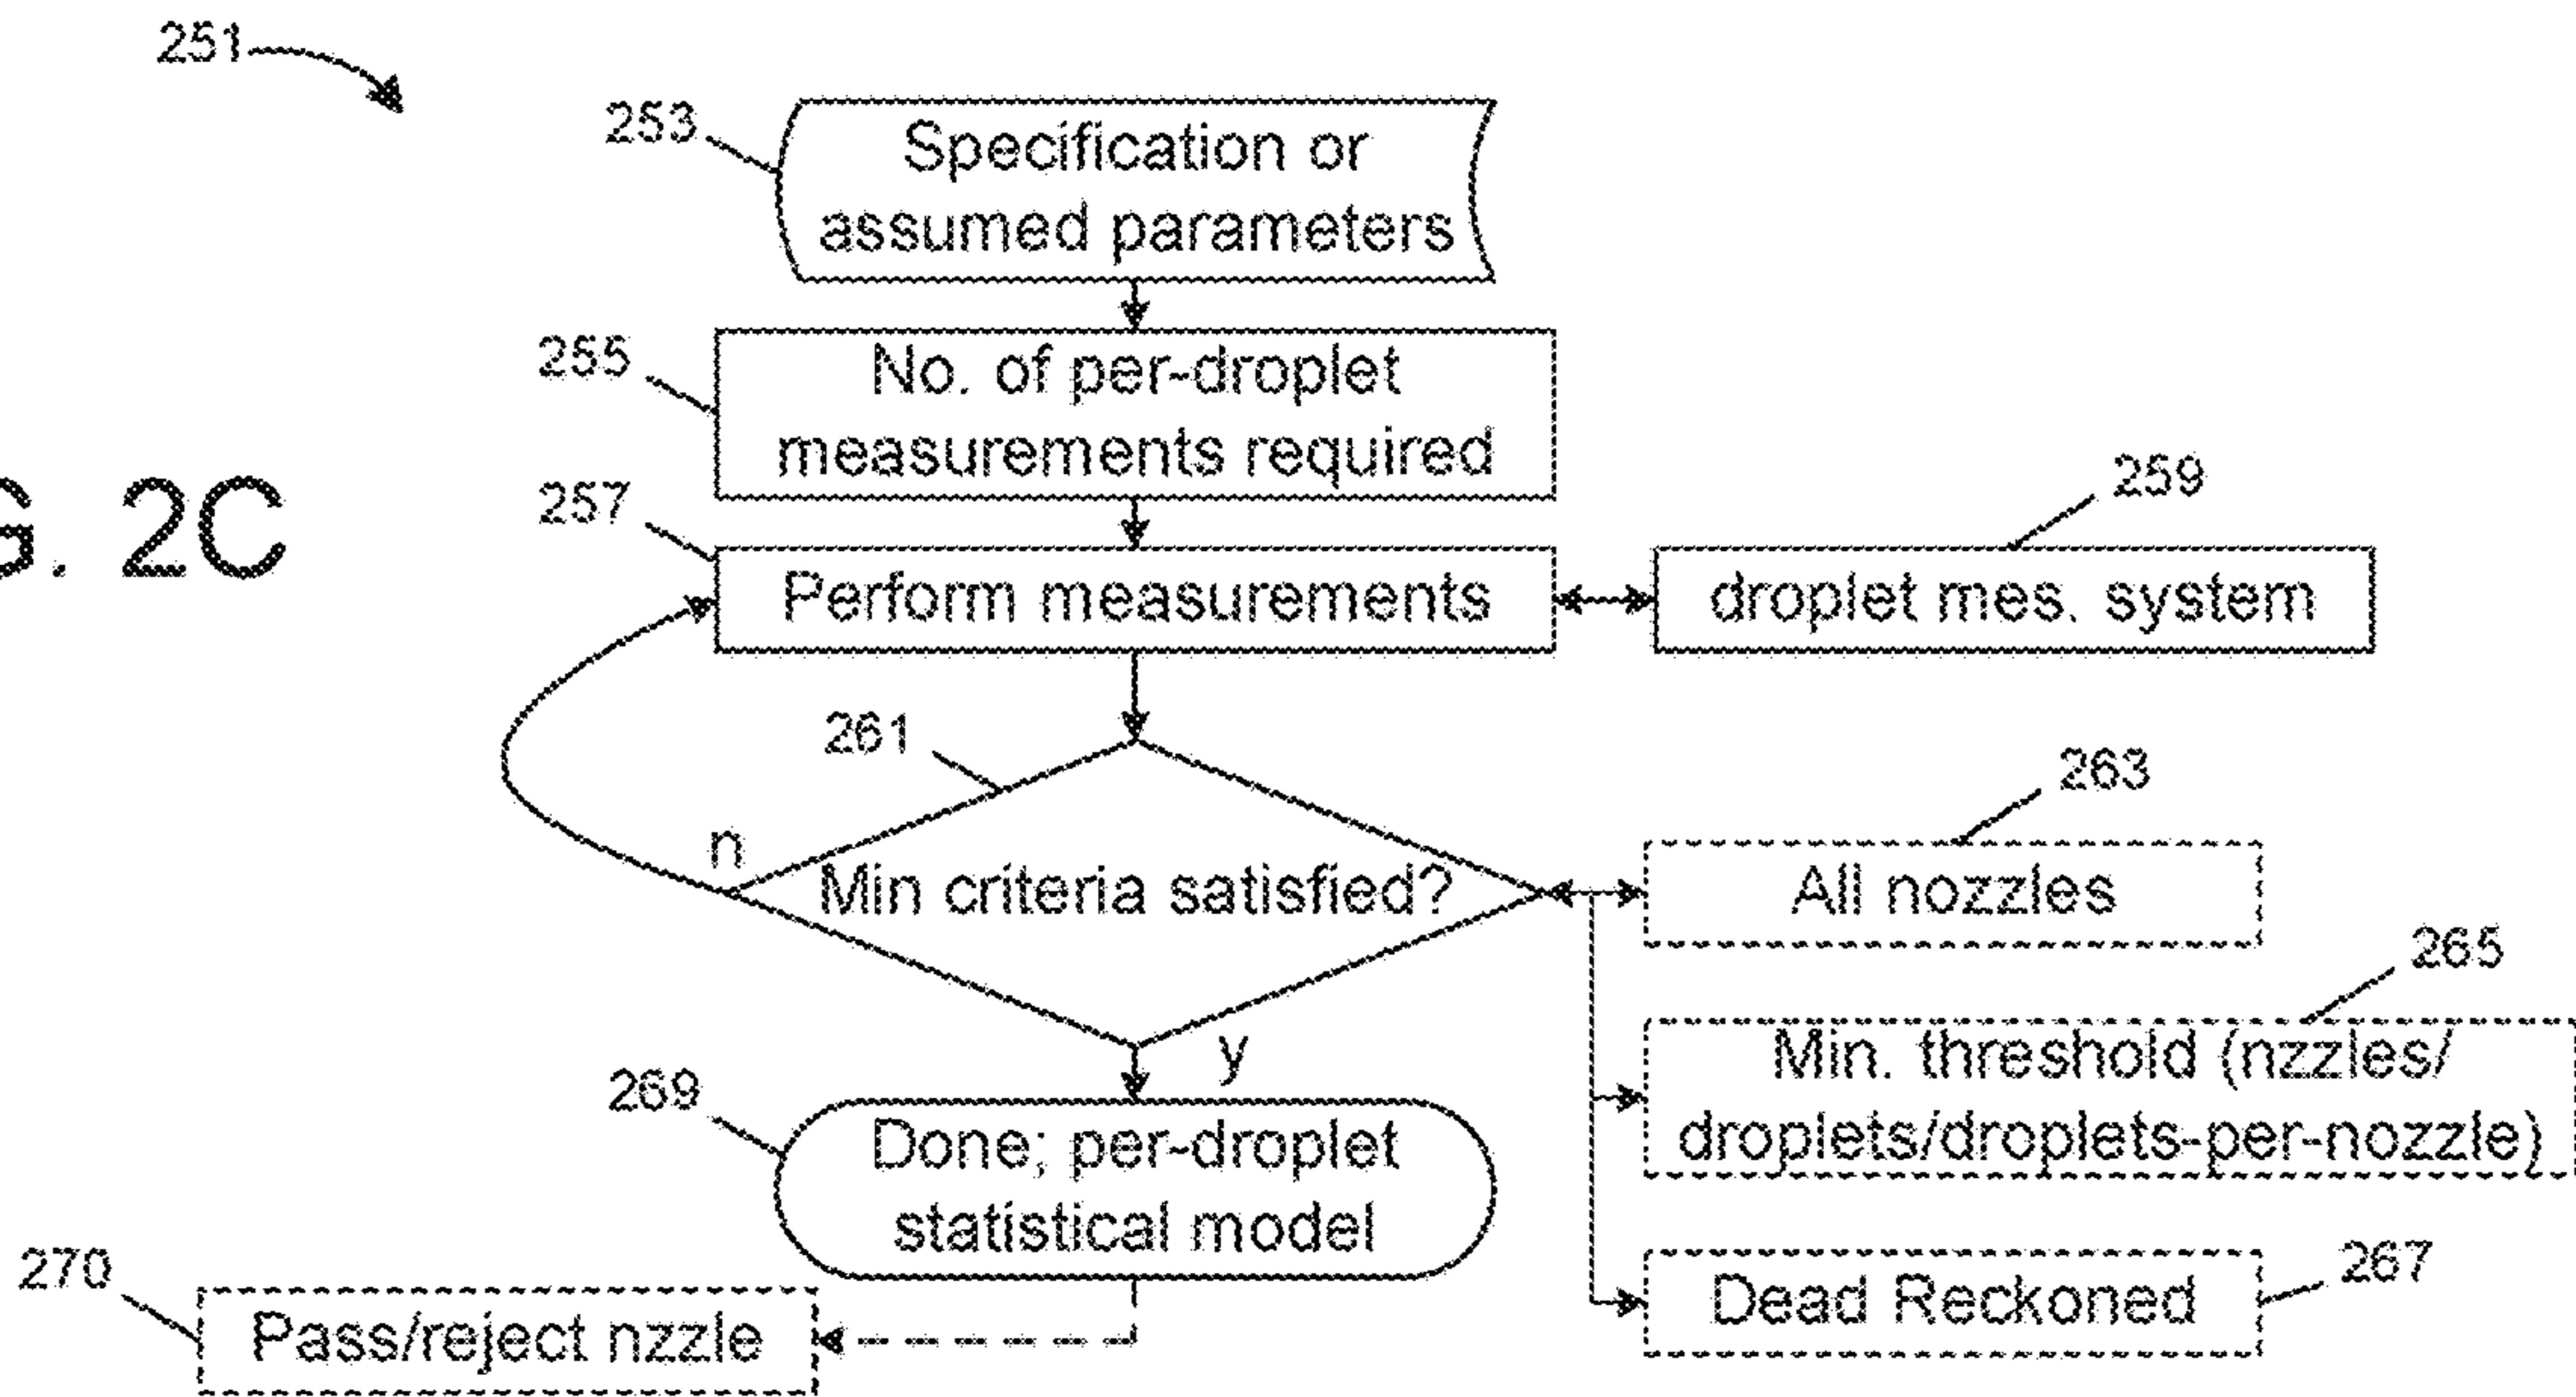 251
253
Specification or
assumed parameters
255
No. of per-droplet
measurements required
G. 2C
257
Perform measurements
259
droplet mes. system
261
n
Min criteria satisfied?
263
All nozzles
265
Min. threshold (nzzles/
droplets/droplets-per-nozzle)
y
269
Done; per-droplet
statistical model
267
Dead Reckoned
270
Pass/reject nzzle